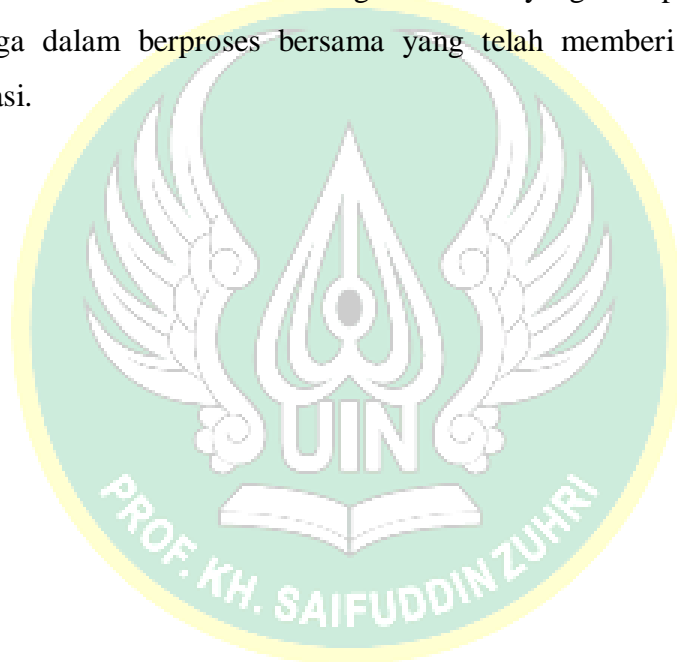 ga dalam berproses bersama yang telah memberi
asi.
UIN
PROF. KH. SAIFUDDIN ZUHRI